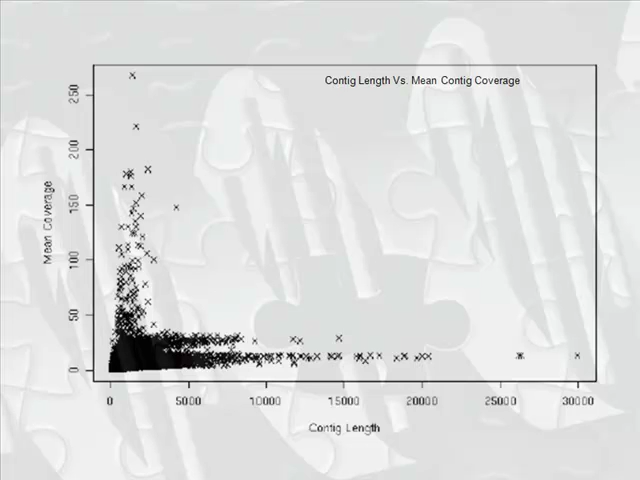 Contig Length Vs. Mean Contig Coverage
250
200
150
100
50
0
Mean Coverage
0 5000 10000 15000 20000 25000 30000
Contig Length